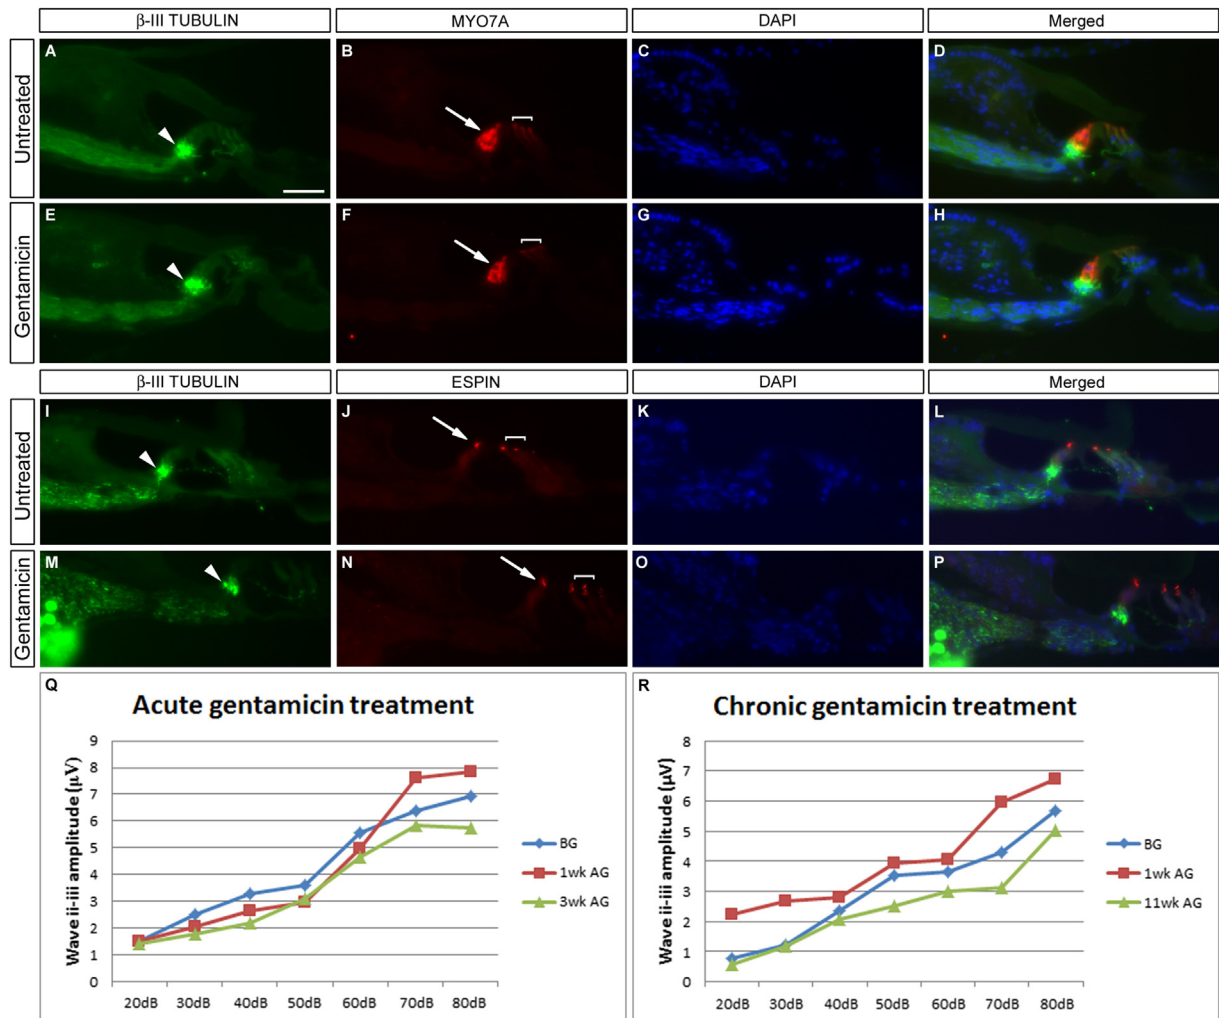 β-III TUBULIN MYO7A DAPI Merged
Untreated A B C D
Gentamicin E F G H
β-III TUBULIN ESPIN DAPI Merged
Untreated I J K L
Gentamicin M N O P
Q
Acute gentamicin treatment
Wave ii-iii amplitude (μV)
9
8
7
6
5
4
3
2
1
0
20dB 30dB 40dB 50dB 60dB 70dB 80dB
BG
1wk AG
3wk AG
R
Chronic gentamicin treatment
Wave ii-iii amplitude (μV)
8
7
6
5
4
3
2
1
0
20dB 30dB 40dB 50dB 60dB 70dB 80dB
BG
1wk AG
11wk AG